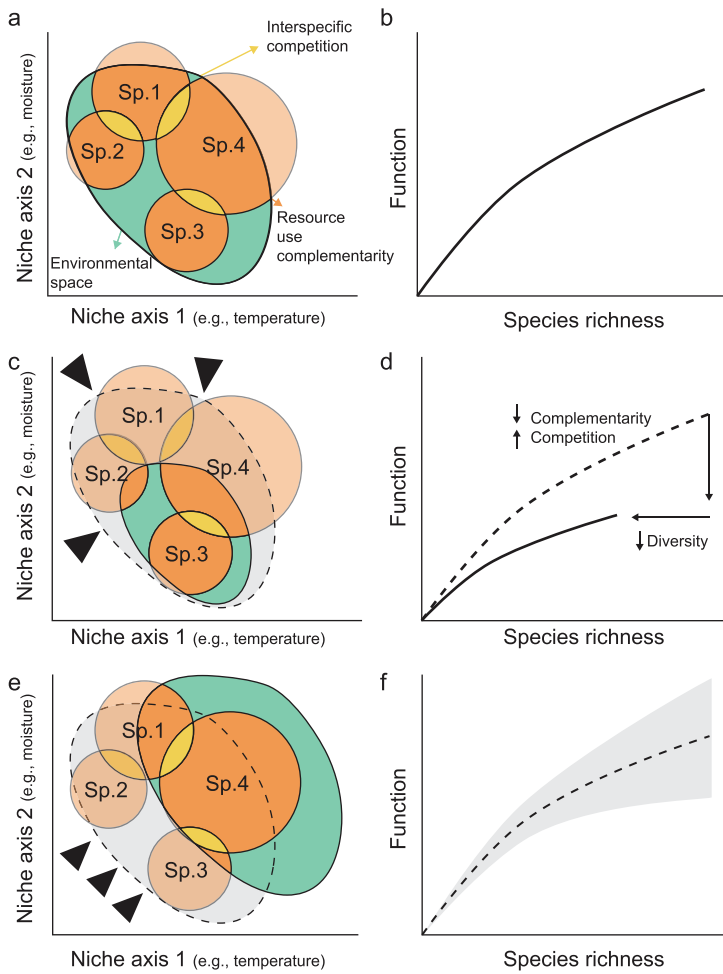 a
Niche axis 2 (e.g., moisture)
Interspecific
competition
Sp.1
Sp.2
Sp.4
Sp.3
Resource
use
complementarity
Environmental
space
Niche axis 1 (e.g., temperature)
b
Function
Species richness
c
Niche axis 2 (e.g., moisture)
Sp.1
Sp.2
Sp.4
Sp.3
Niche axis 1 (e.g., temperature)
d
Function
Complementarity
Competition
Diversity
Species richness
e
Niche axis 2 (e.g., moisture)
Sp.1
Sp.2
Sp.4
Sp.3
Niche axis 1 (e.g., temperature)
f
Function
Species richness